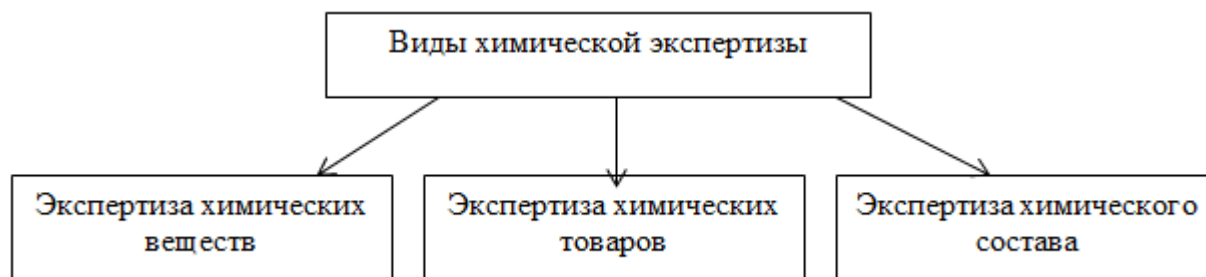 Виды химической экспертизы
Экспертиза химических
веществ
Экспертиза химических
товаров
Экспертиза химического
состава